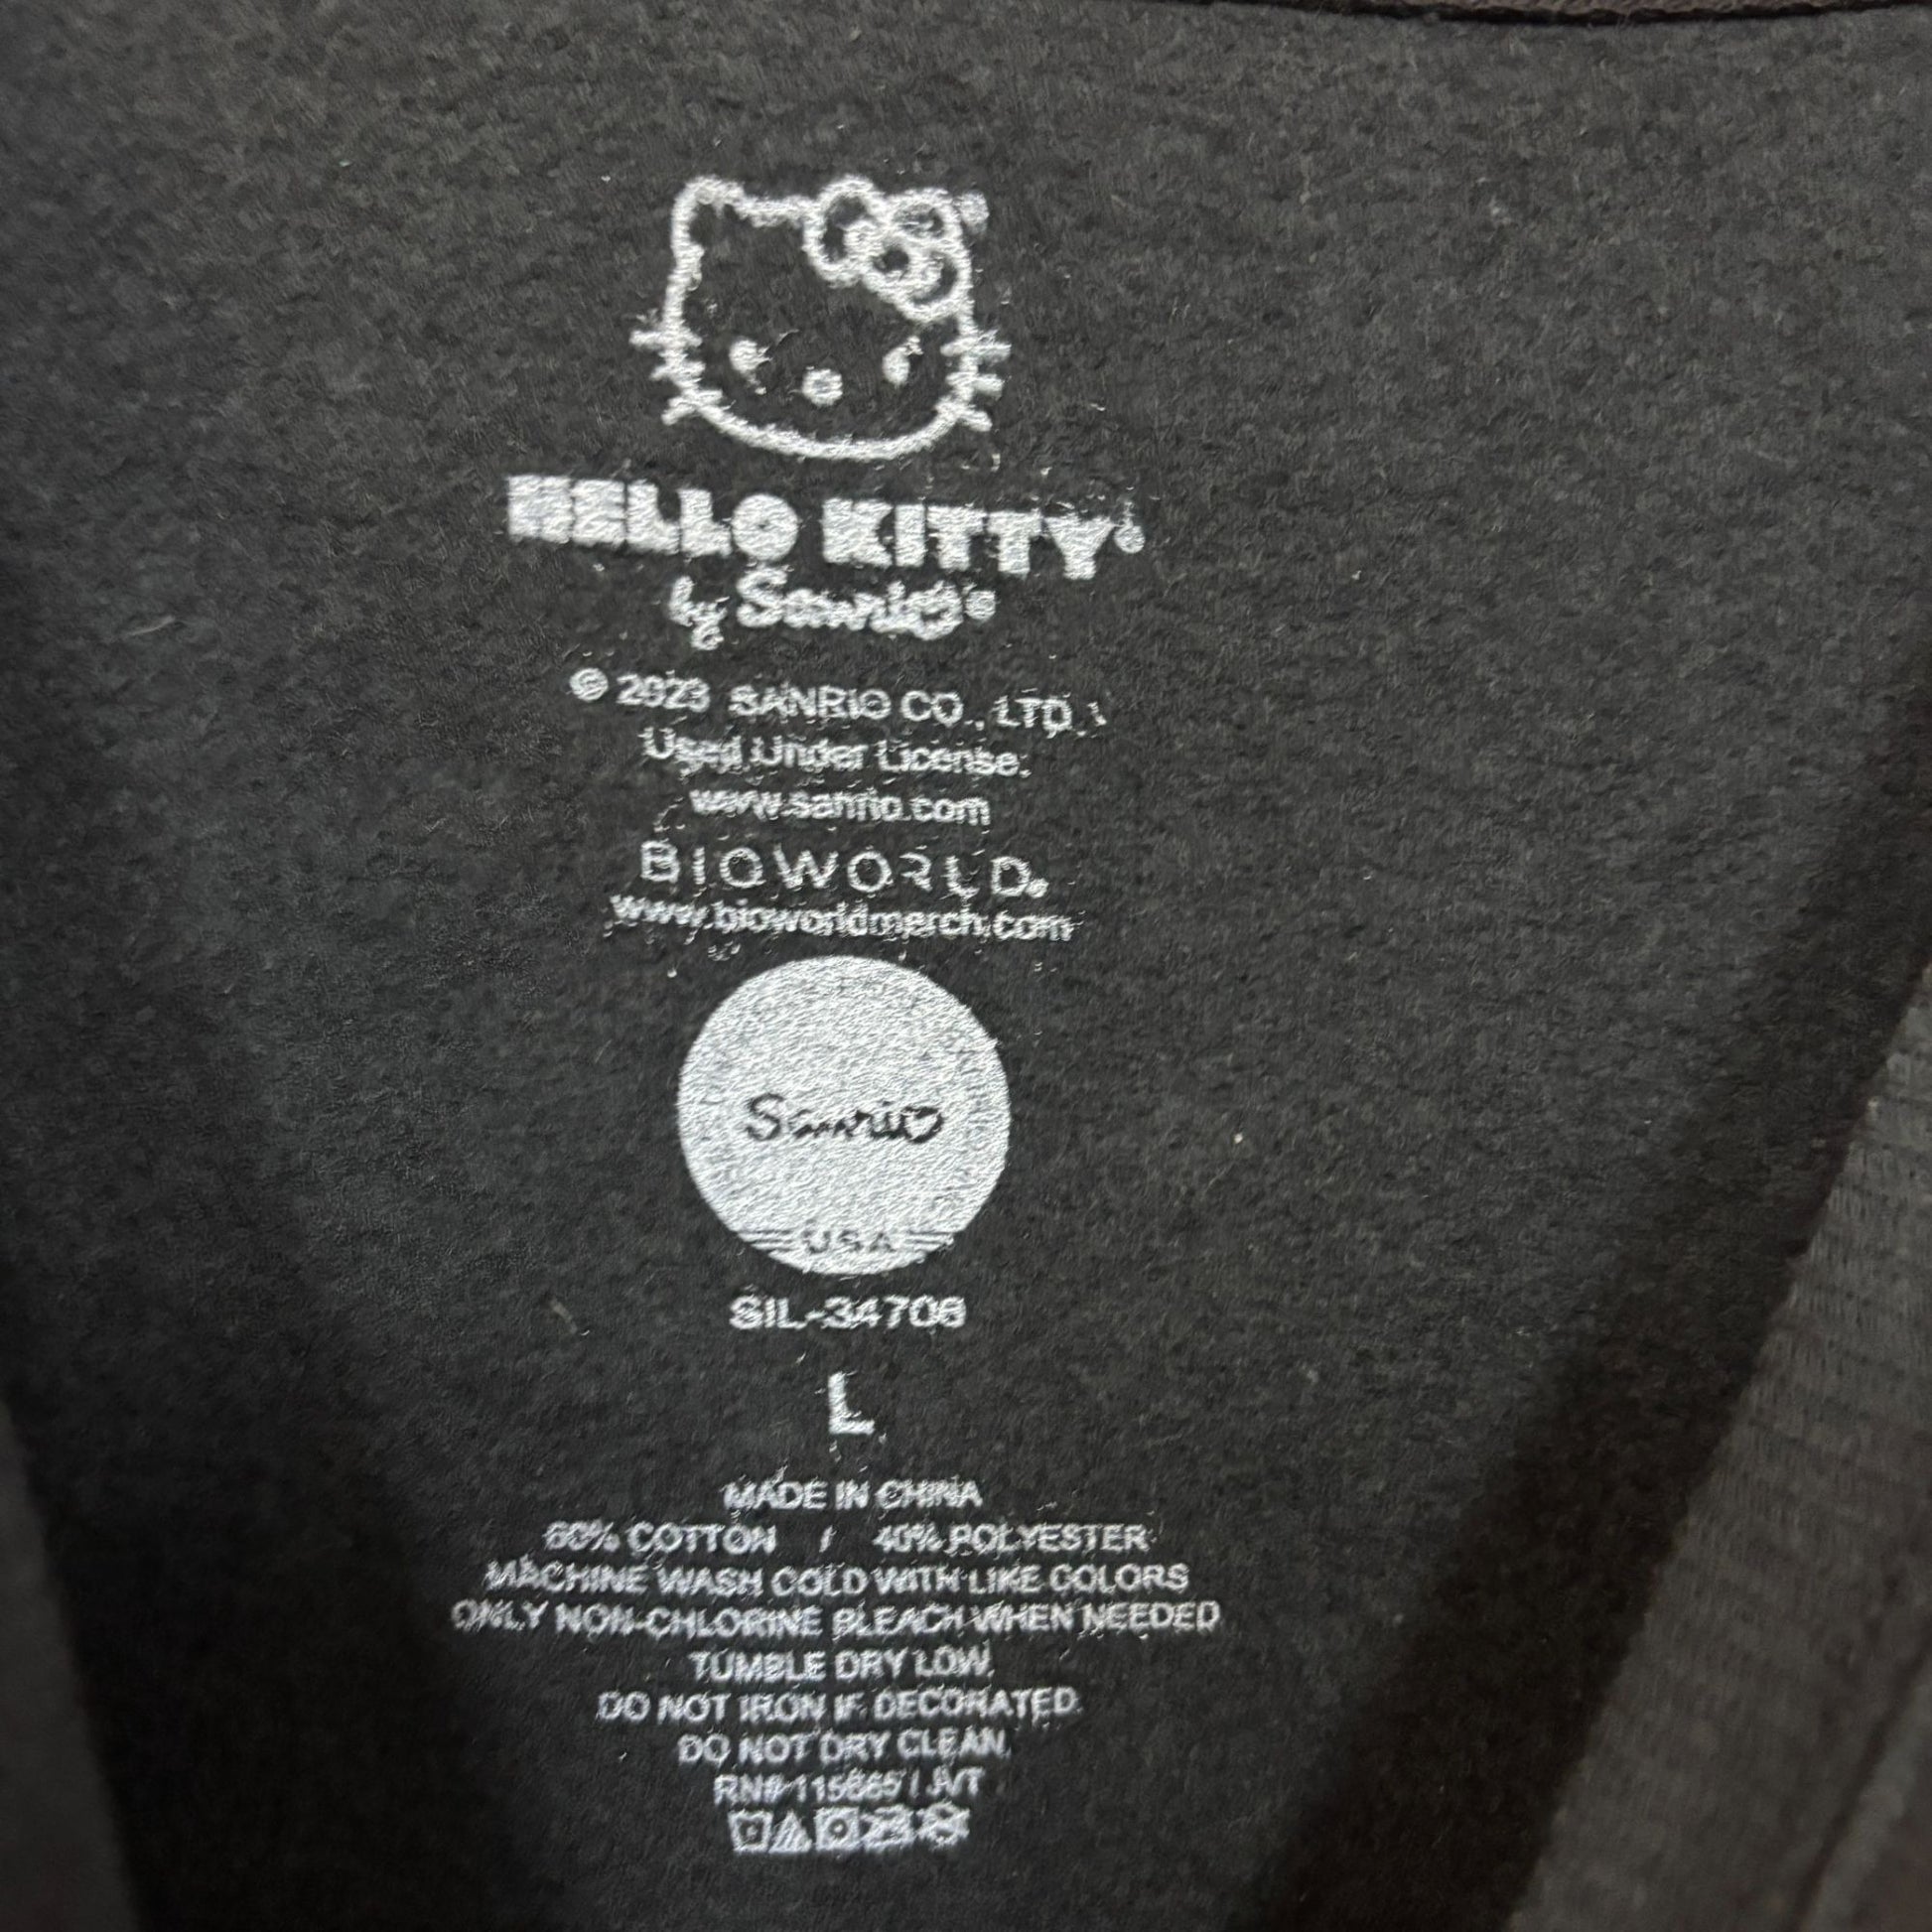 HELLO KITTY®
by Sanrio®
© 2023 SANRIO CO., LTD.
Used Under License.
www.sanrio.com
BIOWORLD®
www.bioworldmerch.com
Sanrio
USA
SIL-34706
L
MADE IN CHINA
60% COTTON / 40% POLYESTER
MACHINE WASH COLD WITH LIKE COLORS
ONLY NON-CHLORINE BLEACH WHEN NEEDED
TUMBLE DRY LOW.
DO NOT IRON IF DECORATED.
DO NOT DRY CLEAN.
RN#